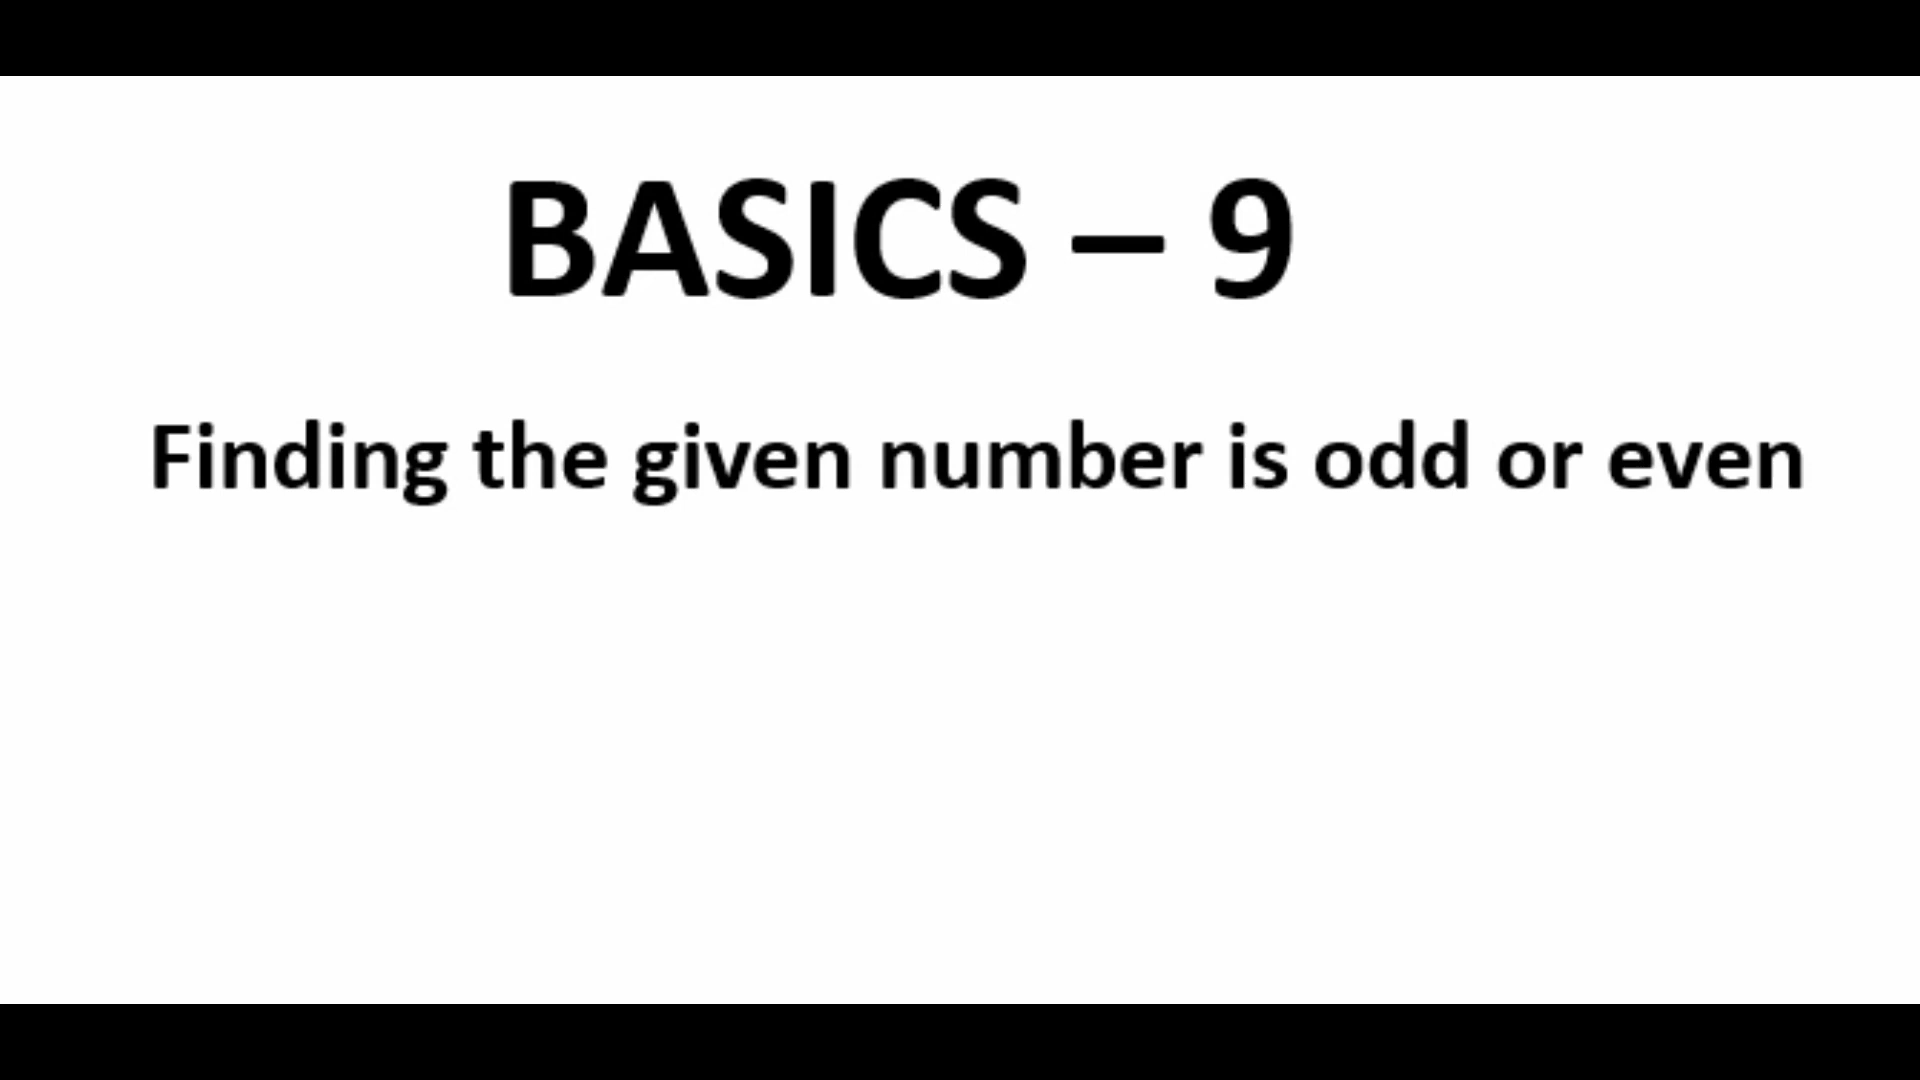 BASICS – 9
Finding the given number is odd or even